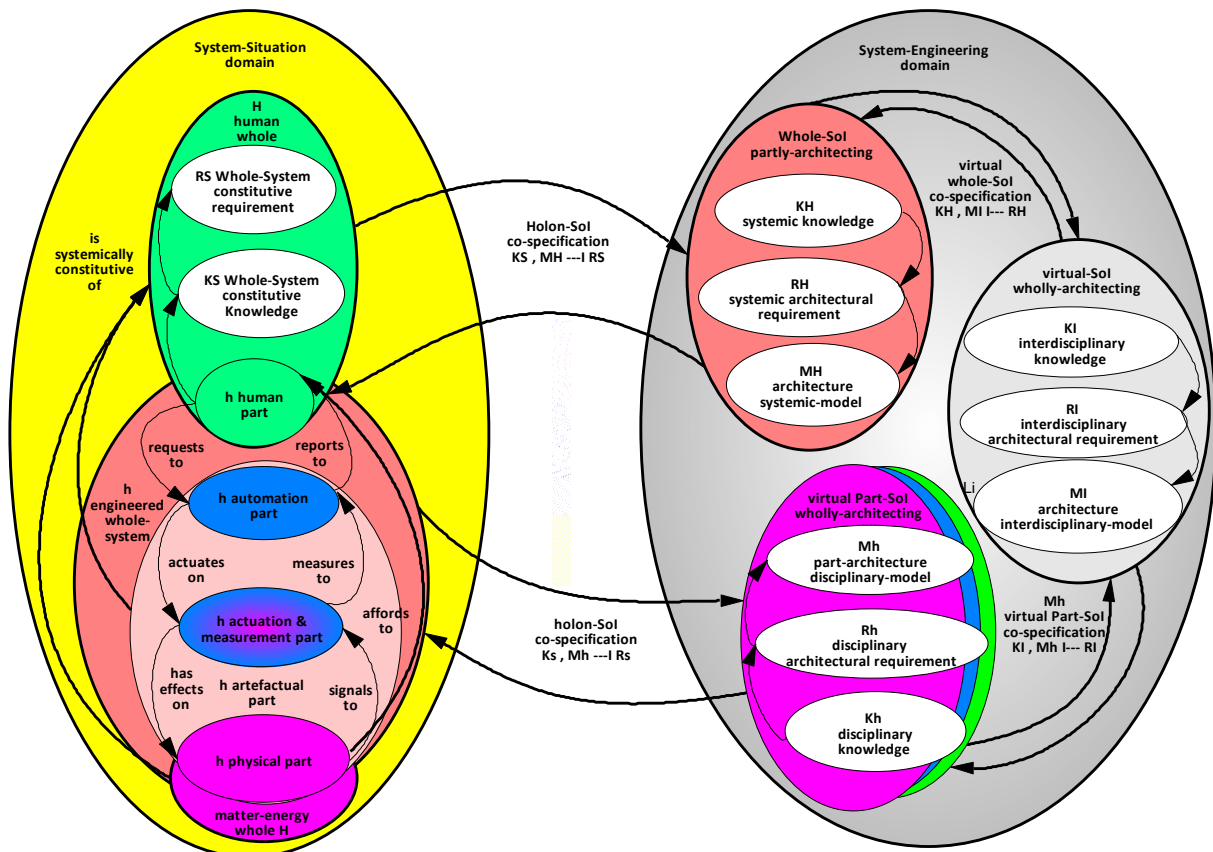 System-Situation
domain
H
human
whole
RS Whole-System
constitutive
requirement
KS Whole-System
constitutive
Knowledge
h human
part
is
systemically
constitutive
of
requests
to
reports
to
h
engineered
whole-
system
h automation
part
actuates
on
measures
to
h actuation &
measurement part
affords
to
has
effects
on
h artefactual
part
signals
to
h physical part
matter-energy
whole H
Holon-SoI
co-specification
KS , MH ---I RS
holon-SoI
co-specification
Ks , Mh ---I Rs
System-Engineering
domain
Whole-SoI
partly-architecting
KH
systemic knowledge
RH
systemic architectural
requirement
MH
architecture
systemic-model
virtual
whole-SoI
co-specification
KH , MI I--- RH
virtual-SoI
wholly-architecting
KI
interdisciplinary
knowledge
RI
interdisciplinary
architectural requirement
Li
MI
architecture
interdisciplinary-model
virtual Part-SoI
wholly-architecting
Mh
part-architecture
disciplinary-model
Rh
disciplinary
architectural requirement
Kh
disciplinary
knowledge
Mh
virtual Part-SoI
co-specification
KI , Mh I--- RI